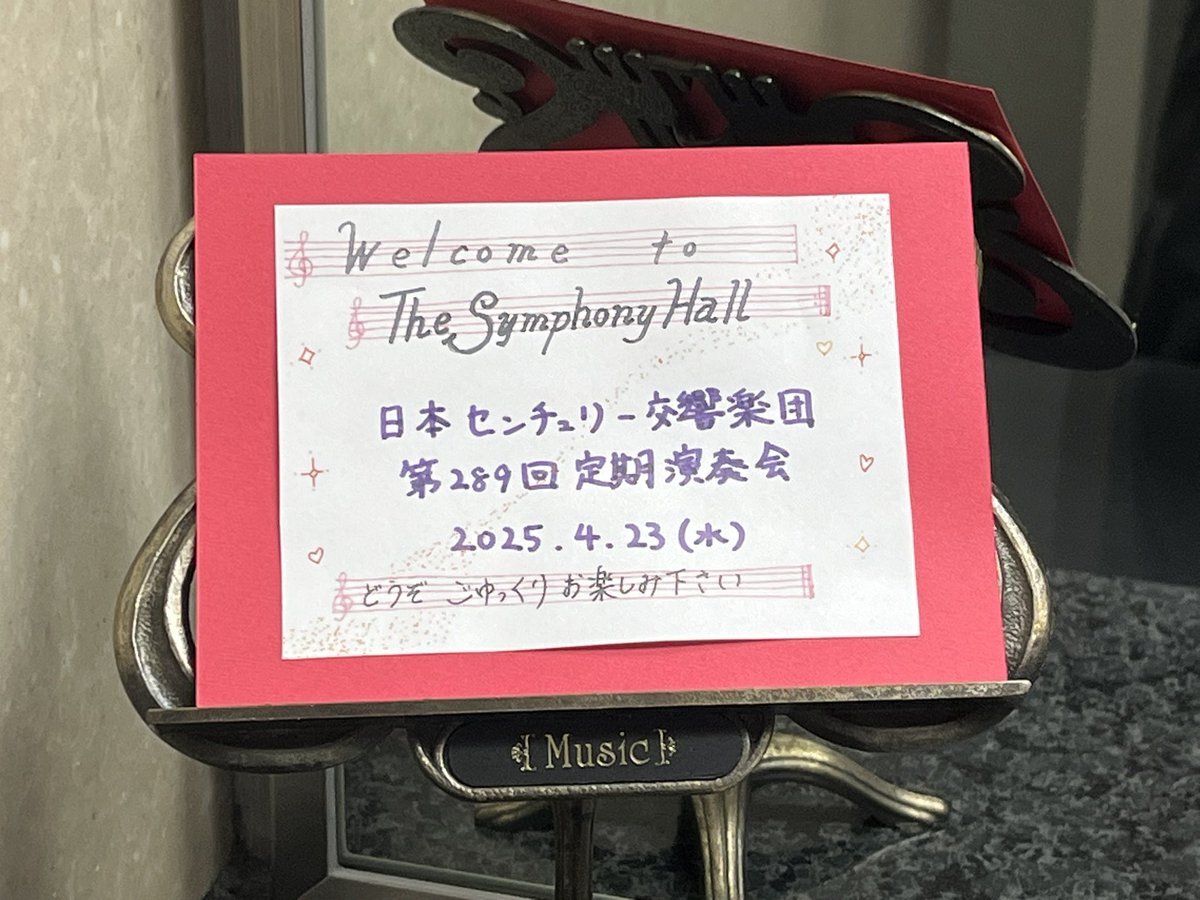 Welcome to
The Symphony Hall
日本センチュリー交響楽団
第289回 定期演奏会
2025.4.23(水)
どうぞ ごゆっくり お楽しみ下さい
Music